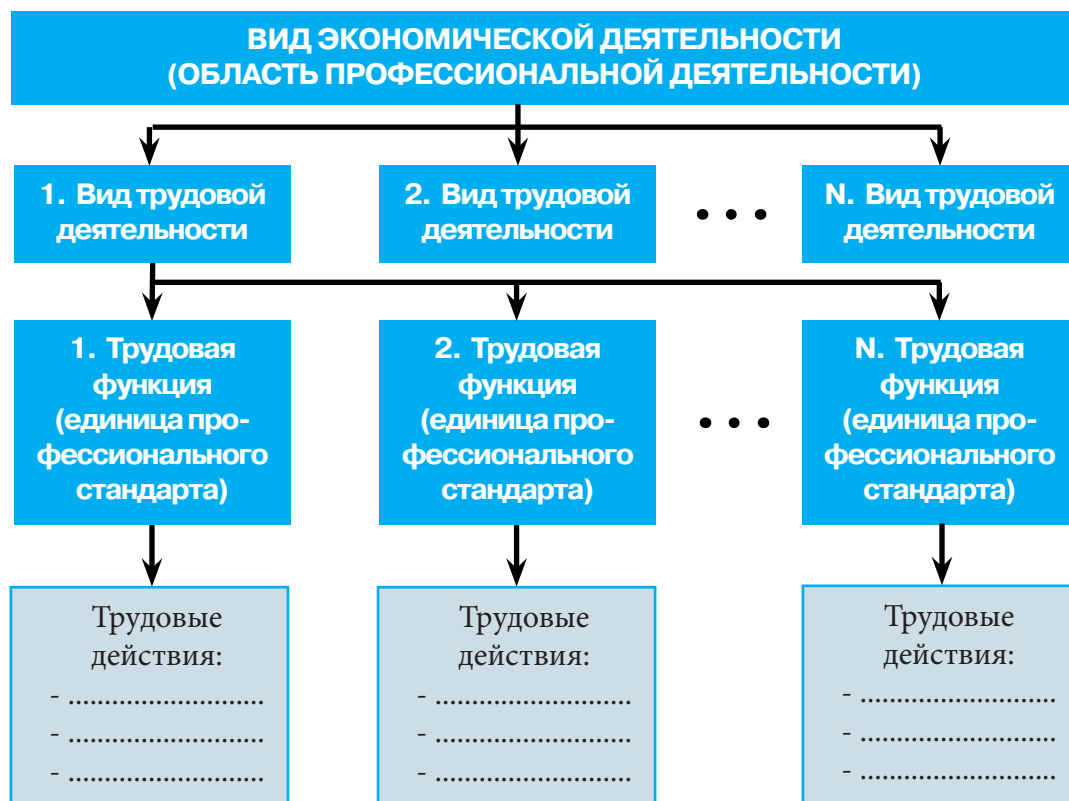 ВИД ЭКОНОМИЧЕСКОЙ ДЕЯТЕЛЬНОСТИ
(ОБЛАСТЬ ПРОФЕССИОНАЛЬНОЙ ДЕЯТЕЛЬНОСТИ)
1. Вид трудовой
деятельности
2. Вид трудовой
деятельности
• • •
N. Вид трудовой
деятельности
1. Трудовая
функция
(единица про-
фессионального
стандарта)
2. Трудовая
функция
(единица про-
фессионального
стандарта)
• • •
N. Трудовая
функция
(единица про-
фессионального
стандарта)
Трудовые
действия:
- ...........................
- ...........................
- ...........................
Трудовые
действия:
- ...........................
- ...........................
- ...........................
Трудовые
действия:
- ...........................
- ...........................
- ...........................